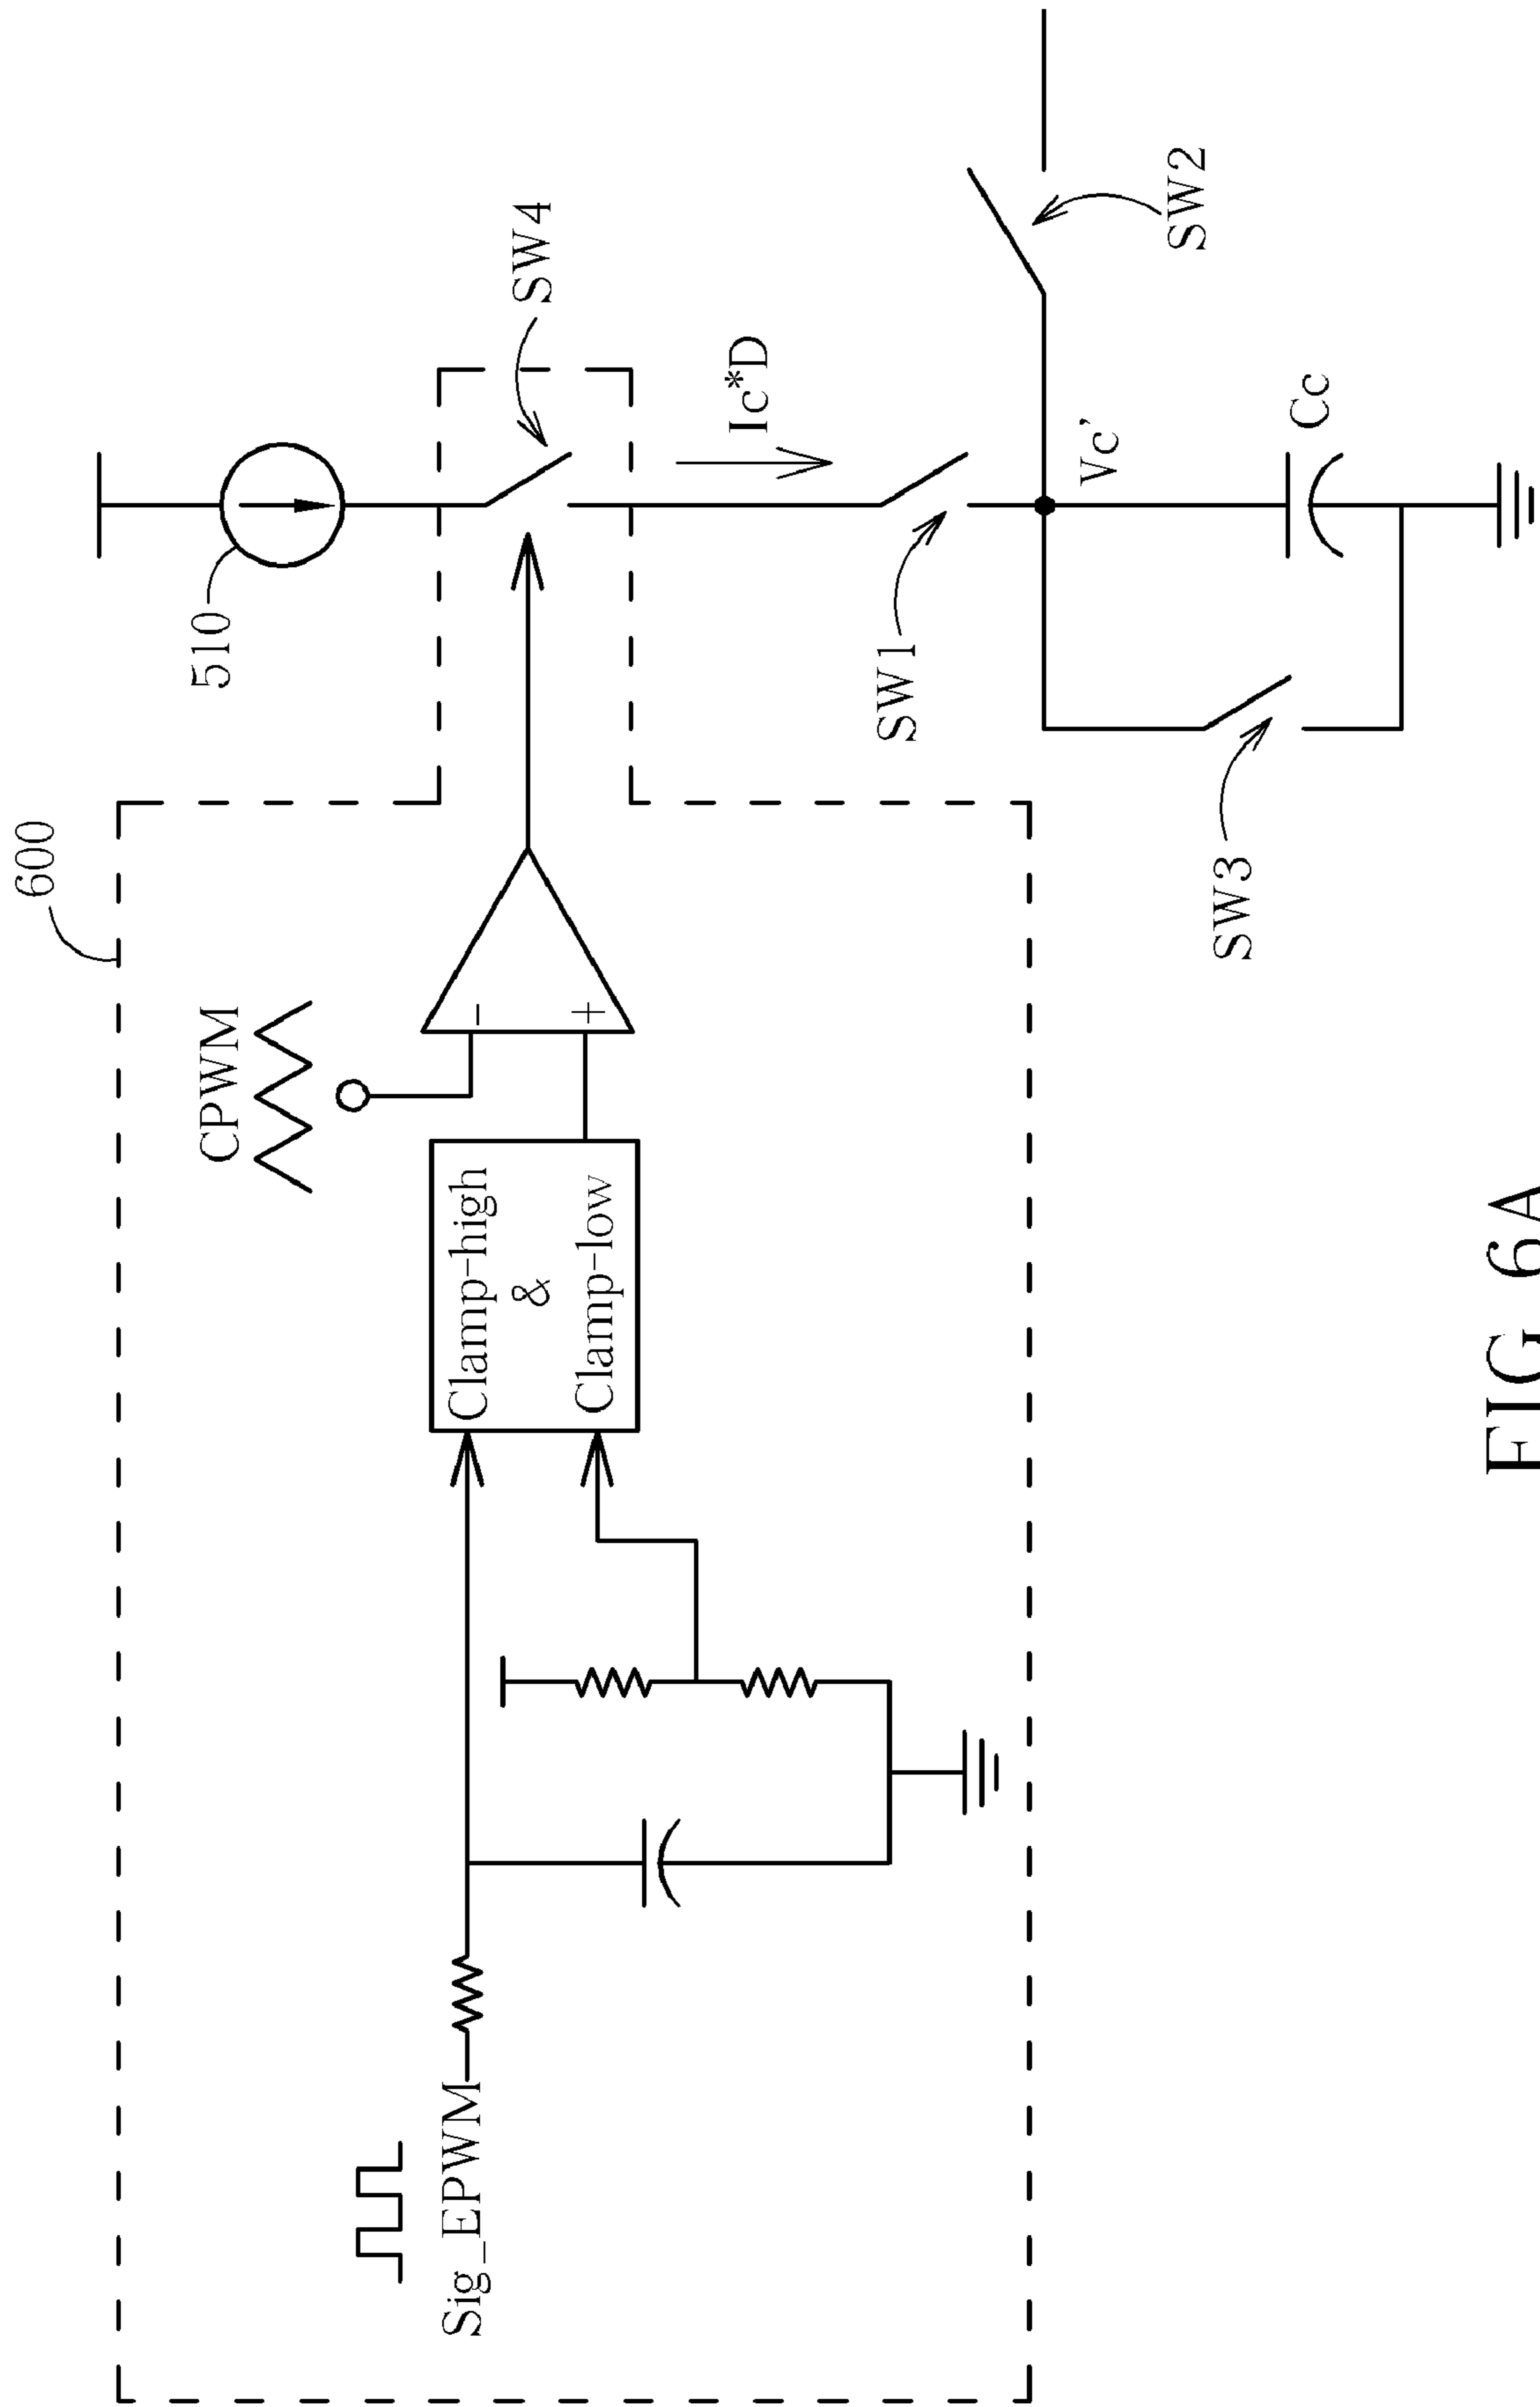 600
510
CPWM
SW4
Sig_EPWM
Clamp-high
&
Clamp-low
-
+
Ic*D
SW1
Vc'
SW2
SW3
Cc
FIG 6A